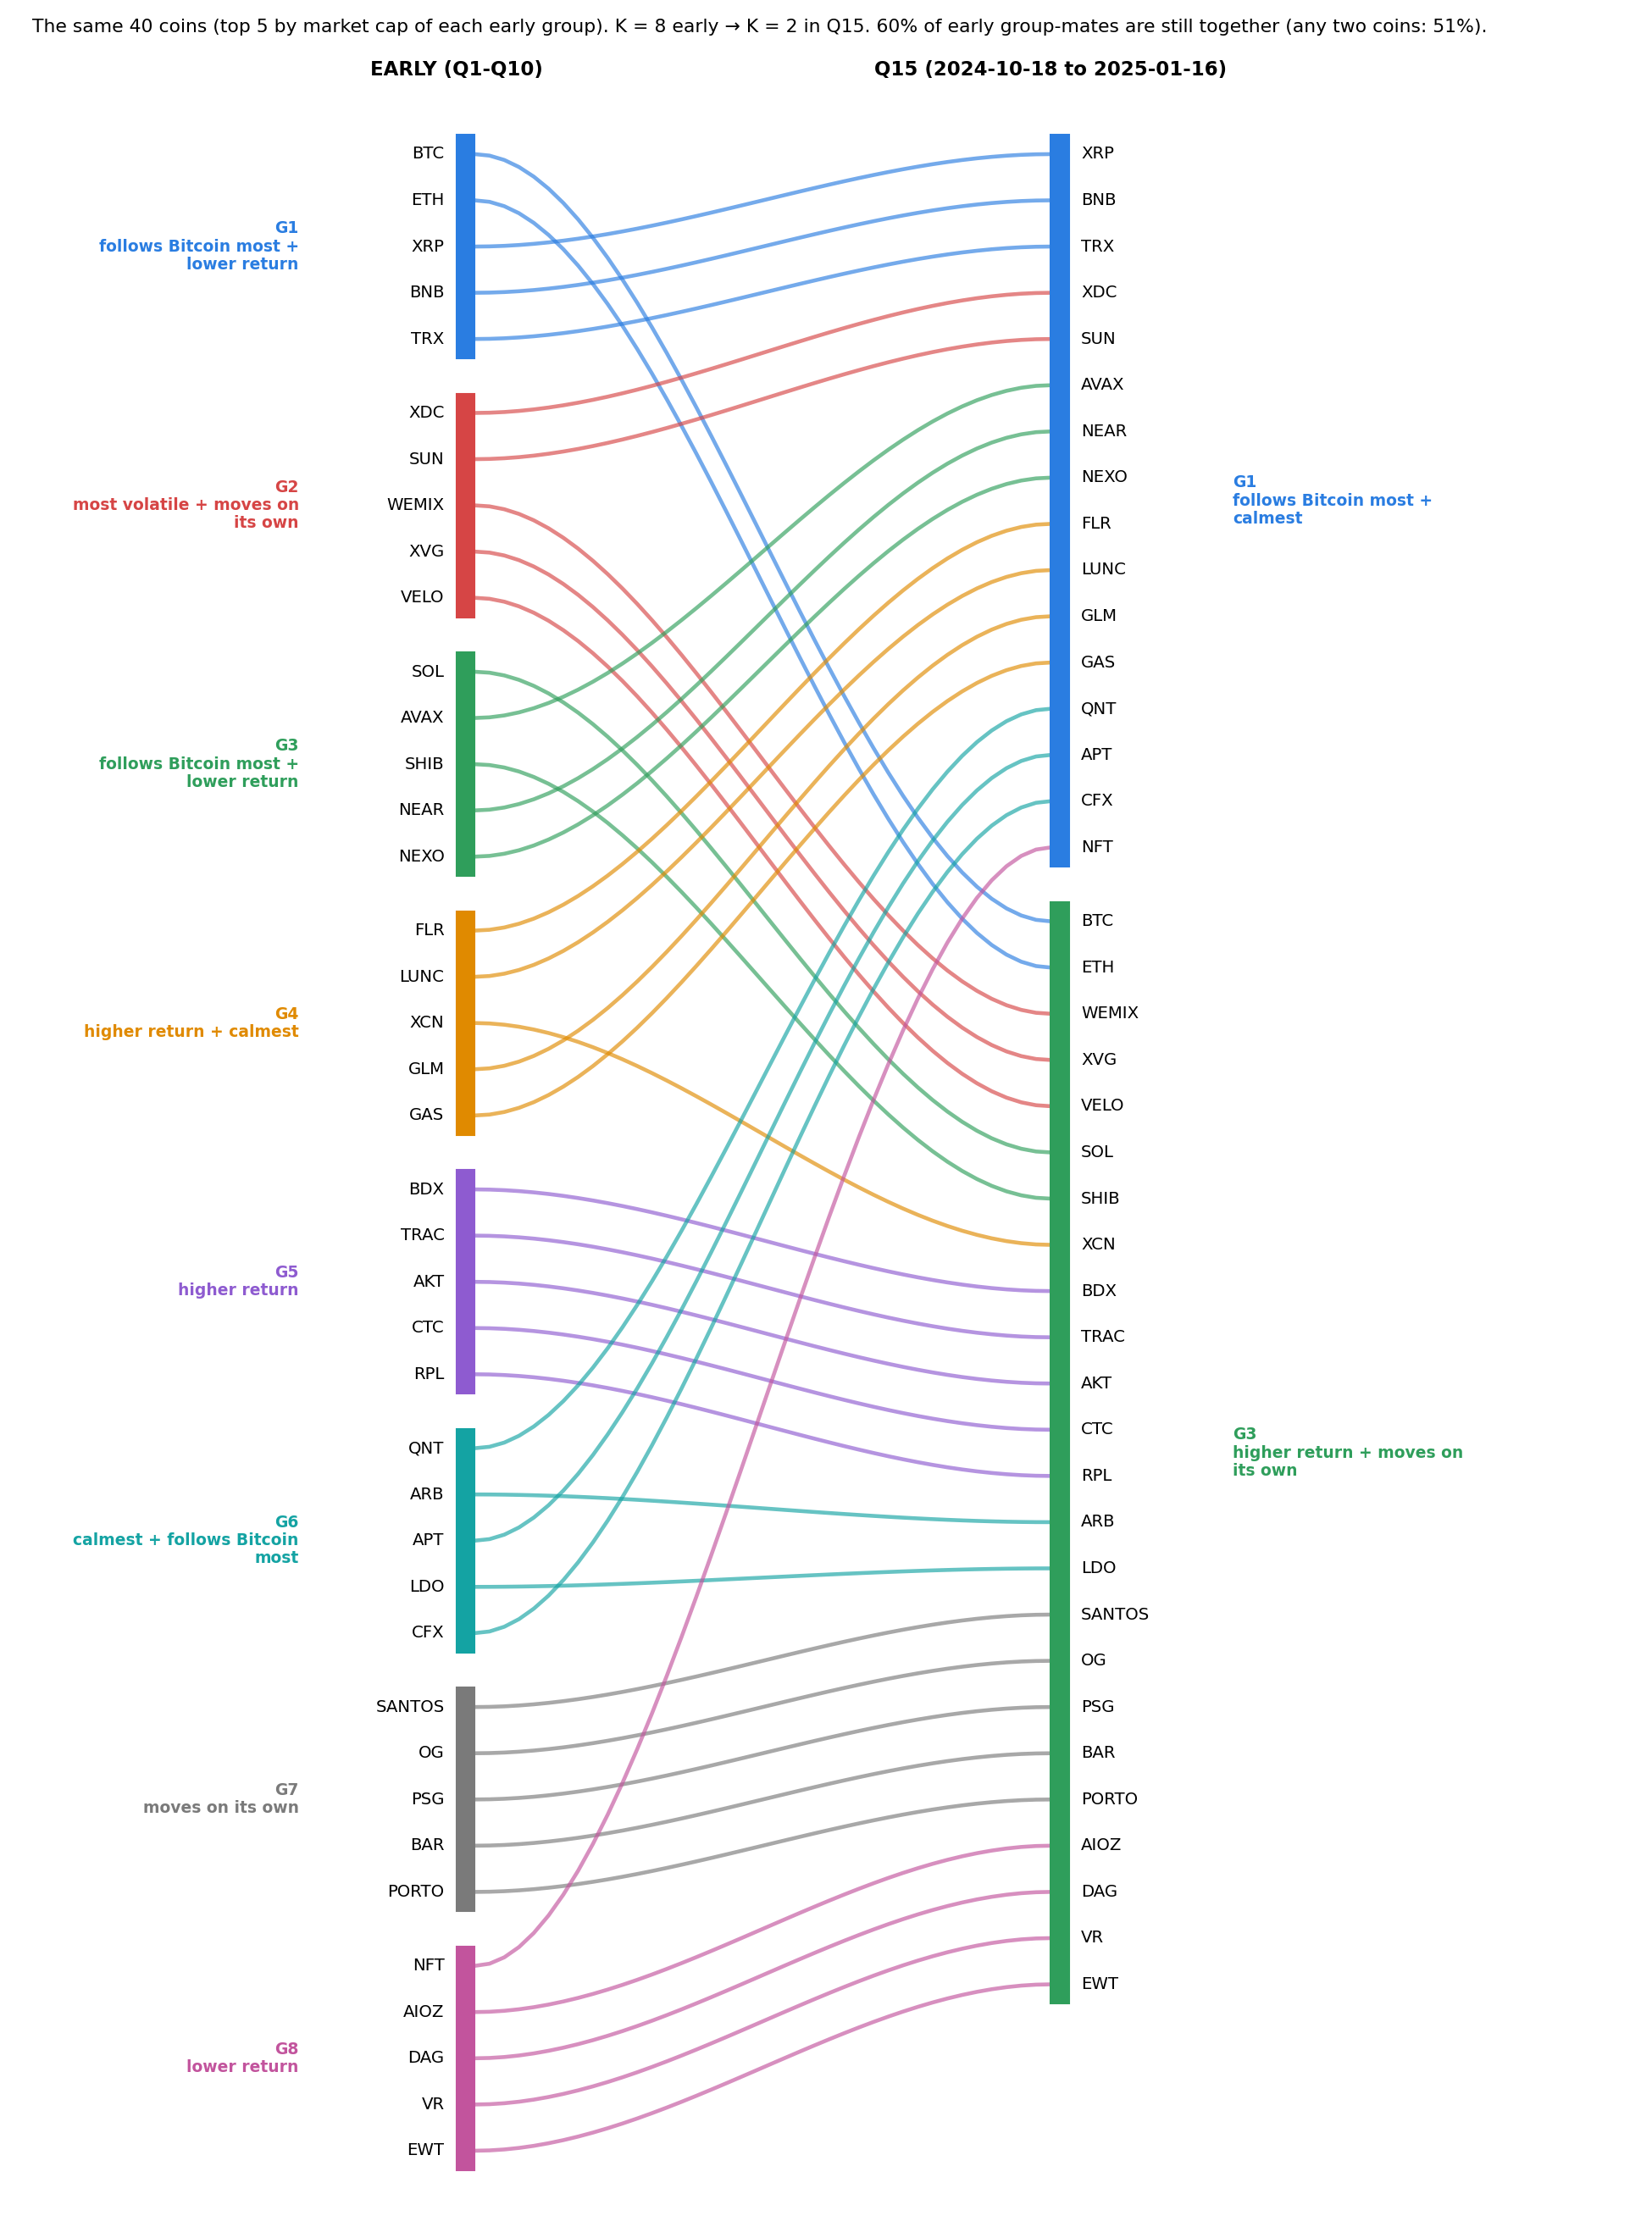 The same 40 coins (top 5 by market cap of each early group). K = 8 early → K = 2 in Q15. 60% of early group-mates are still together (any two coins: 51%).
EARLY (Q1-Q10)
Q15 (2024-10-18 to 2025-01-16)
G1
follows Bitcoin most +
lower return
BTC
ETH
XRP
BNB
TRX
G2
most volatile + moves on
its own
XDC
SUN
WEMIX
XVG
VELO
G3
follows Bitcoin most +
lower return
SOL
AVAX
SHIB
NEAR
NEXO
G4
higher return + calmest
FLR
LUNC
XCN
GLM
GAS
G5
higher return
BDX
TRAC
AKT
CTC
RPL
G6
calmest + follows Bitcoin
most
QNT
ARB
APT
LDO
CFX
G7
moves on its own
SANTOS
OG
PSG
BAR
PORTO
G8
lower return
NFT
AIOZ
DAG
VR
EWT
XRP
BNB
TRX
XDC
SUN
AVAX
NEAR
NEXO
FLR
LUNC
GLM
GAS
QNT
APT
CFX
NFT
G1
follows Bitcoin most +
calmest
BTC
ETH
WEMIX
XVG
VELO
SOL
SHIB
XCN
BDX
TRAC
AKT
CTC
RPL
ARB
LDO
SANTOS
OG
PSG
BAR
PORTO
AIOZ
DAG
VR
EWT
G3
higher return + moves on
its own